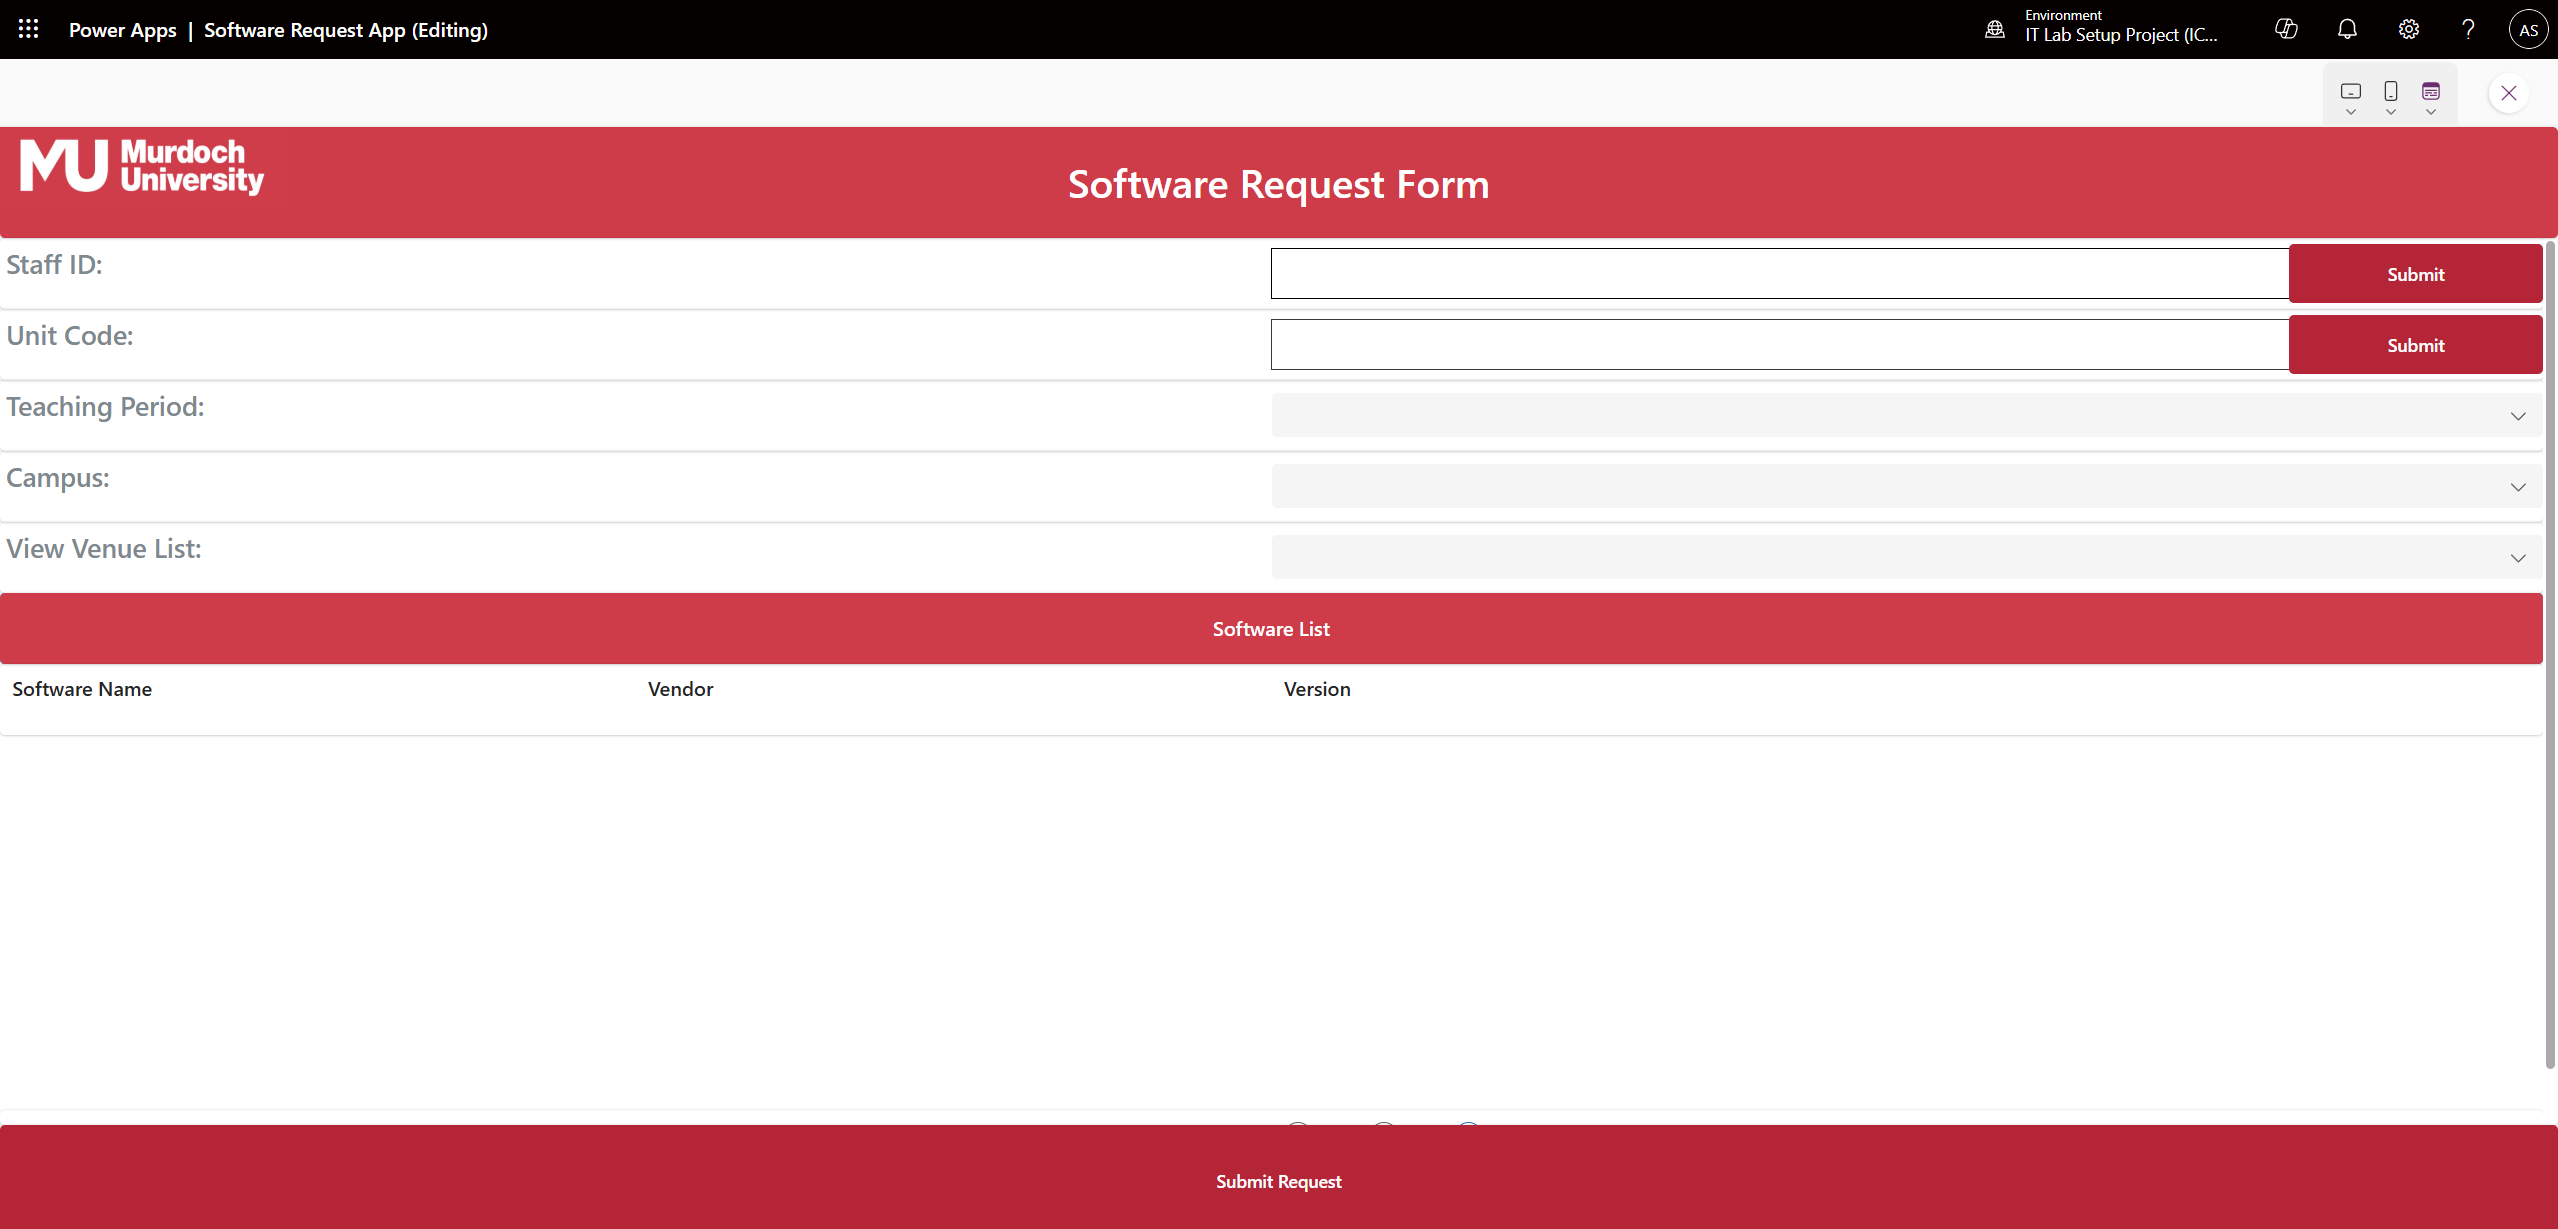 Power Apps | Software Request App (Editing)
Environment
IT Lab Setup Project (IC...
AS
MU Murdoch
University
Software Request Form
Staff ID:
Submit
Unit Code:
Submit
Teaching Period:
Campus:
View Venue List:
Software List
Software Name Vendor Version
Submit Request